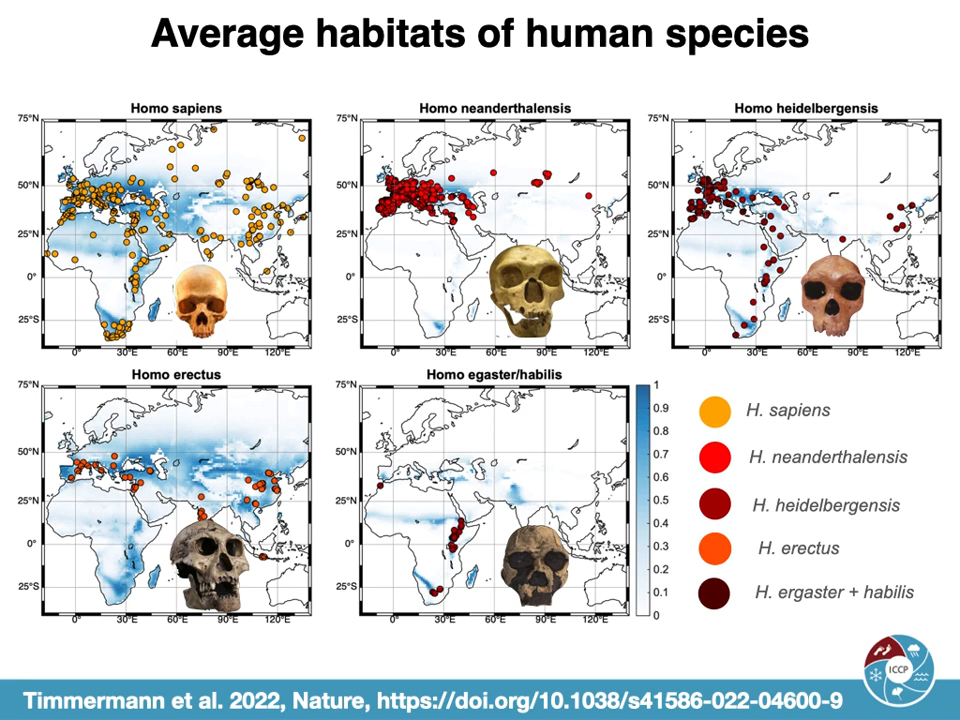 Average habitats of human species
Homo sapiens
75°N
50°N
25°N
0°
25°S
0°
30°E
60°E
90°E
120°E
Homo neanderthalensis
75°N
50°N
25°N
0°
25°S
0°
30°E
60°E
90°E
120°E
Homo heidelbergensis
75°N
50°N
25°N
0°
25°S
0°
30°E
60°E
90°E
120°E
Homo erectus
75°N
50°N
25°N
0°
25°S
0°
30°E
60°E
90°E
120°E
Homo egaster/habilis
75°N
50°N
25°N
0°
25°S
0°
30°E
60°E
90°E
120°E
1
0.9
0.8
0.7
0.6
0.5
0.4
0.3
0.2
0.1
0
H. sapiens
H. neanderthalensis
H. heidelbergensis
H. erectus
H. ergaster + habilis
ICCP
Timmermann et al. 2022, Nature, https://doi.org/10.1038/s41586-022-04600-9